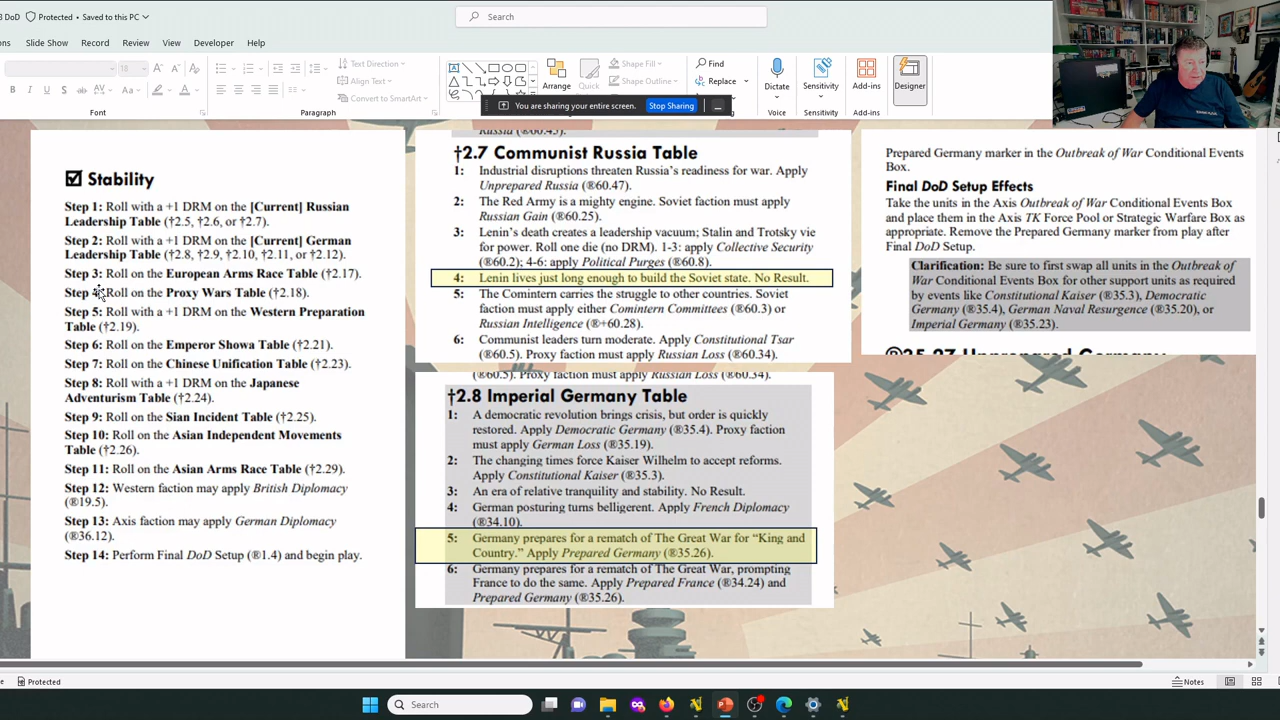 3 DoD Protected • Saved to this PC
Search
ons Slide Show Record Review View Developer Help
18
Text Direction
Align Text
Convert to SmartArt
Arrange
Quick
Shape Fill
Shape Outline
Find
Replace
Dictate
Sensitivity
Add-ins
Designer
You are sharing your entire screen.
Stop Sharing
Font
Paragraph
Voice
Sensitivity
Add-ins
☑ Stability
Step 1: Roll with a +1 DRM on the [Current] Russian
Leadership Table (†2.5, †2.6, or †2.7).
Step 2: Roll with a +1 DRM on the [Current] German
Leadership Table (†2.8, †2.9, †2.10, †2.11, or †2.12).
Step 3: Roll on the European Arms Race Table (†2.17).
Step 4: Roll on the Proxy Wars Table (†2.18).
Step 5: Roll with a +1 DRM on the Western Preparation
Table (†2.19).
Step 6: Roll on the Emperor Showa Table (†2.21).
Step 7: Roll on the Chinese Unification Table (†2.23).
Step 8: Roll with a +1 DRM on the Japanese
Adventurism Table (†2.24).
Step 9: Roll on the Sian Incident Table (†2.25).
Step 10: Roll on the Asian Independent Movements
Table (†2.26).
Step 11: Roll on the Asian Arms Race Table (†2.29).
Step 12: Western faction may apply British Diplomacy
(®19.5).
Step 13: Axis faction may apply German Diplomacy
(®36.12).
Step 14: Perform Final DoD Setup (®1.4) and begin play.
Russia (®60.45).
†2.7 Communist Russia Table
1: Industrial disruptions threaten Russia’s readiness for war. Apply
Unprepared Russia (®60.47).
2: The Red Army is a mighty engine. Soviet faction must apply
Russian Gain (®60.25).
3: Lenin’s death creates a leadership vacuum; Stalin and Trotsky vie
for power. Roll one die (no DRM). 1-3: apply Collective Security
(®60.2); 4-6: apply Political Purges (®60.8).
4: Lenin lives just long enough to build the Soviet state. No Result.
5: The Comintern carries the struggle to other countries. Soviet
faction must apply either Comintern Committees (®60.3) or
Russian Intelligence (®+60.28).
6: Communist leaders turn moderate. Apply Constitutional Tsar
(®60.5). Proxy faction must apply Russian Loss (®60.34).
(®60.5). Proxy faction must apply Russian Loss (®60.34).
†2.8 Imperial Germany Table
1: A democratic revolution brings crisis, but order is quickly
restored. Apply Democratic Germany (®35.4). Proxy faction
must apply German Loss (®35.19).
2: The changing times force Kaiser Wilhelm to accept reforms.
Apply Constitutional Kaiser (®35.3).
3: An era of relative tranquility and stability. No Result.
4: German posturing turns belligerent. Apply French Diplomacy
(®34.10).
5: Germany prepares for a rematch of The Great War for “King and
Country.” Apply Prepared Germany (®35.26).
6: Germany prepares for a rematch of The Great War, prompting
France to do the same. Apply Prepared France (®34.24) and
Prepared Germany (®35.26).
Prepared Germany marker in the Outbreak of War Conditional Events
Box.
Final DoD Setup Effects
Take the units in the Axis Outbreak of War Conditional Events Box
and place them in the Axis TK Force Pool or Strategic Warfare Box as
appropriate. Remove the Prepared Germany marker from play after
Final DoD Setup.
Clarification: Be sure to first swap all units in the Outbreak of
War Conditional Events Box for other support units as required
by events like Constitutional Kaiser (®35.3), Democratic
Germany (®35.4), German Naval Resurgence (®35.20), or
Imperial Germany (®35.23).
®35.27 Unprepared Germany
Protected
Notes
Search